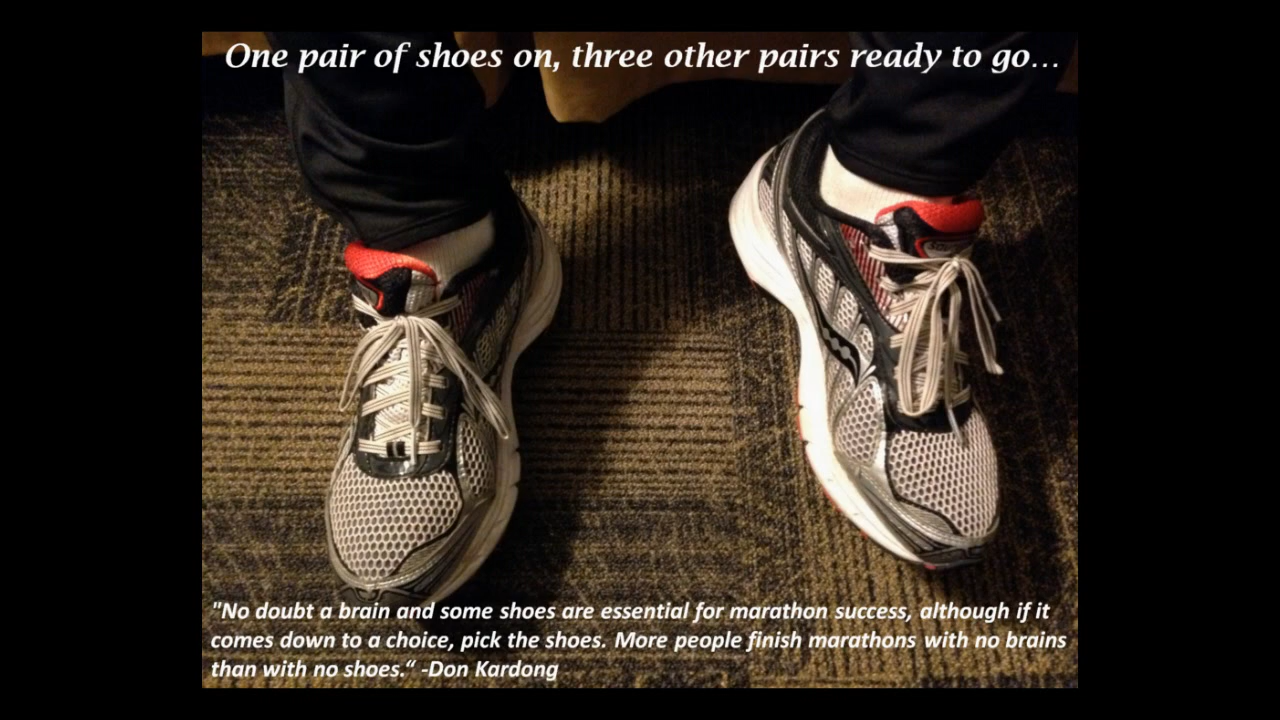 One pair of shoes on, three other pairs ready to go...
"No doubt a brain and some shoes are essential for marathon success, although if it
comes down to a choice, pick the shoes. More people finish marathons with no brains
than with no shoes.“ -Don Kardong